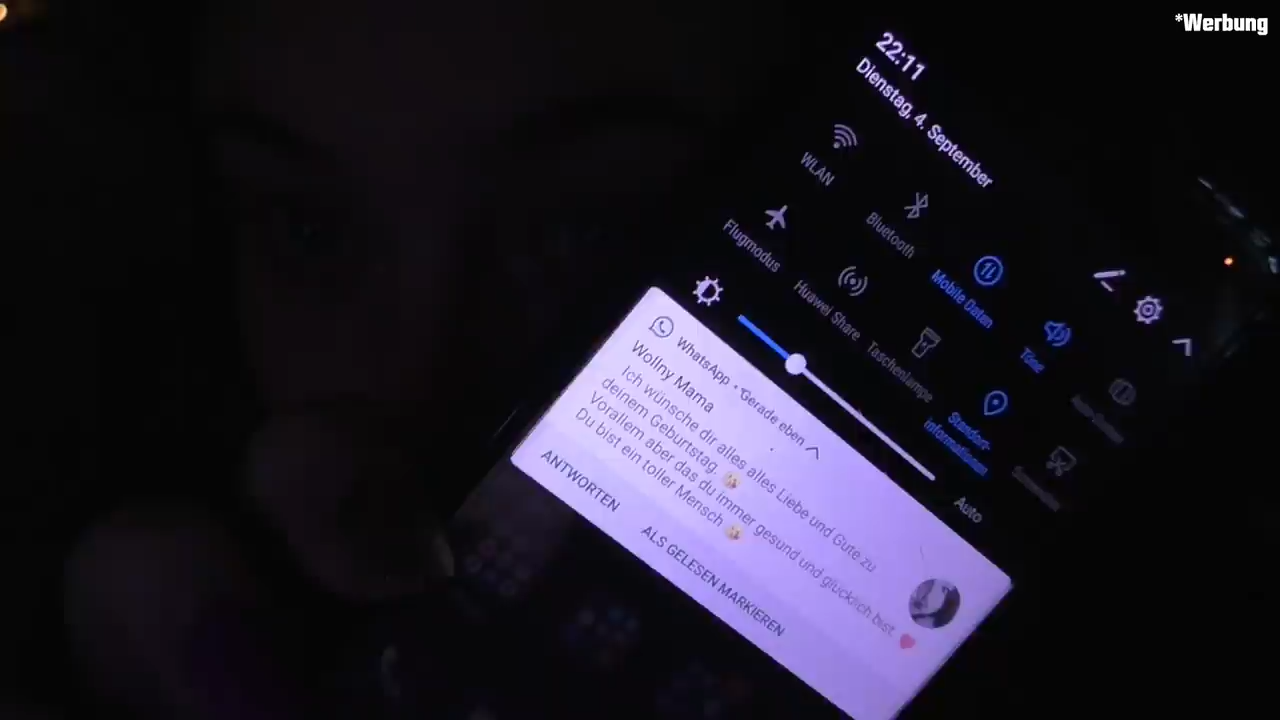 *Werbung
22:11
Dienstag, 4. September
WLAN
Bluetooth
Mobile Daten
Töne
Flugmodus
Huawei Share
Taschenlampe
Standort-
informationen
Auto
WhatsApp • Gerade eben
Wollny Mama
Ich wünsche dir alles alles Liebe und Gute zu
deinem Geburtstag. 😘
Vorallem aber das du immer gesund und glücklich bist. ❤
Du bist ein toller Mensch 😘
ANTWORTEN
ALS GELESEN MARKIEREN